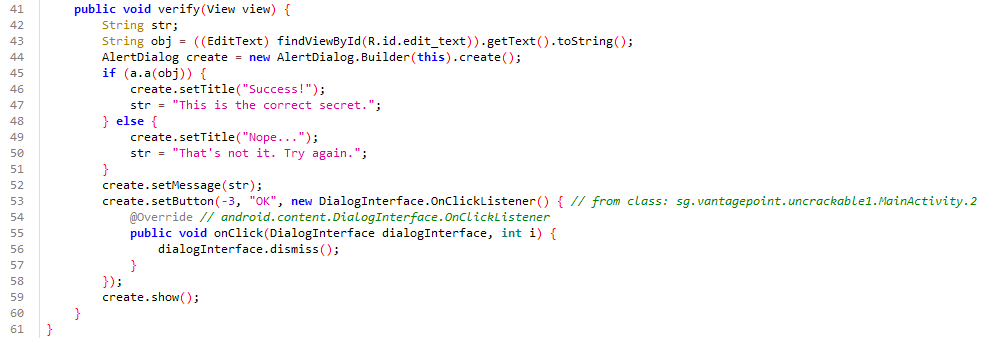 41 public void verify(View view) {
42 String str;
43 String obj = ((EditText) findViewById(R.id.edit_text)).getText().toString();
44 AlertDialog create = new AlertDialog.Builder(this).create();
45 if (a.a(obj)) {
46 create.setTitle("Success!");
47 str = "This is the correct secret.";
48 } else {
49 create.setTitle("Nope...");
50 str = "That's not it. Try again.";
51 }
52 create.setMessage(str);
53 create.setButton(-3, "OK", new DialogInterface.OnClickListener() { // from class: sg.vantagepoint.uncrackable1.MainActivity.2
54 @Override // android.content.DialogInterface.OnClickListener
55 public void onClick(DialogInterface dialogInterface, int i) {
56 dialogInterface.dismiss();
57 }
58 });
59 create.show();
60 }
61 }